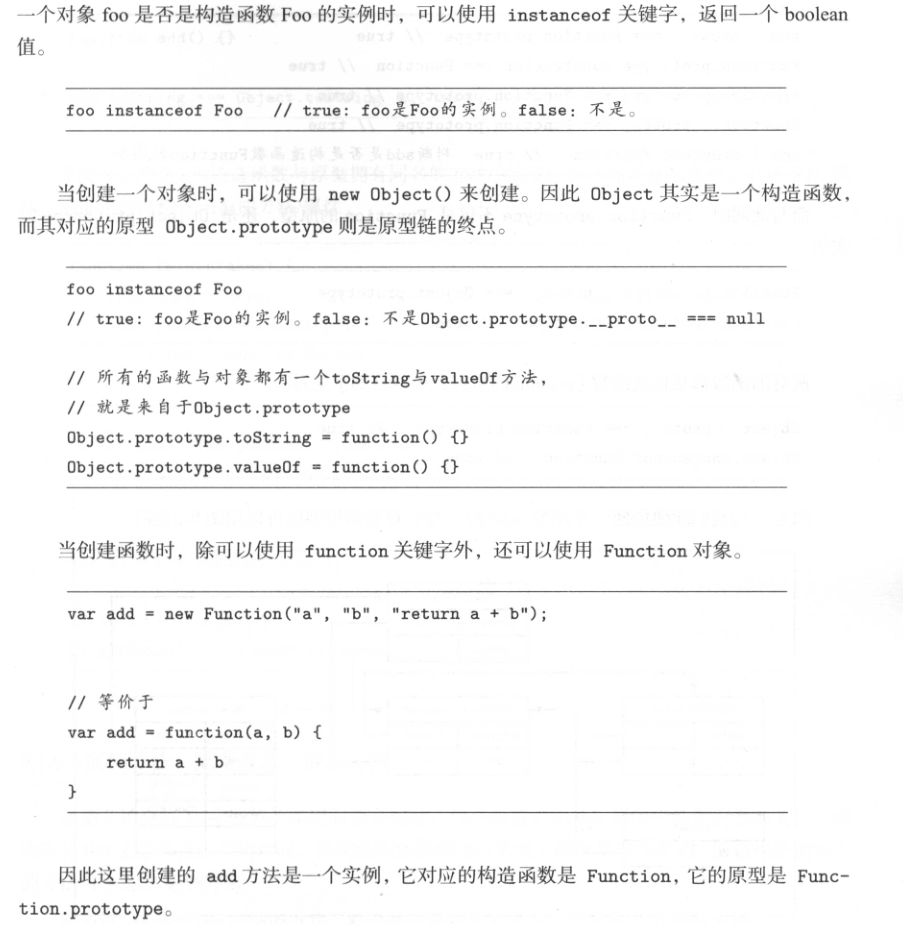 一个对象 foo 是否是构造函数 Foo 的实例时，可以使用 instanceof 关键字，返回一个 boolean
值。
foo instanceof Foo   // true: foo是Foo的实例。false: 不是。
当创建一个对象时，可以使用 new Object() 来创建。因此 Object 其实是一个构造函数，
而其对应的原型 Object.prototype 则是原型链的终点。
foo instanceof Foo
// true: foo是Foo的实例。false: 不是Object.prototype.__proto__ === null
// 所有的函数与对象都有一个toString与valueOf方法，
// 就是来自于Object.prototype
Object.prototype.toString = function() {}
Object.prototype.valueOf = function() {}
当创建函数时，除可以使用 function 关键字外，还可以使用 Function 对象。
var add = new Function("a", "b", "return a + b");
// 等价于
var add = function(a, b) {
    return a + b
}
因此这里创建的 add 方法是一个实例，它对应的构造函数是 Function，它的原型是 Func-
tion.prototype。